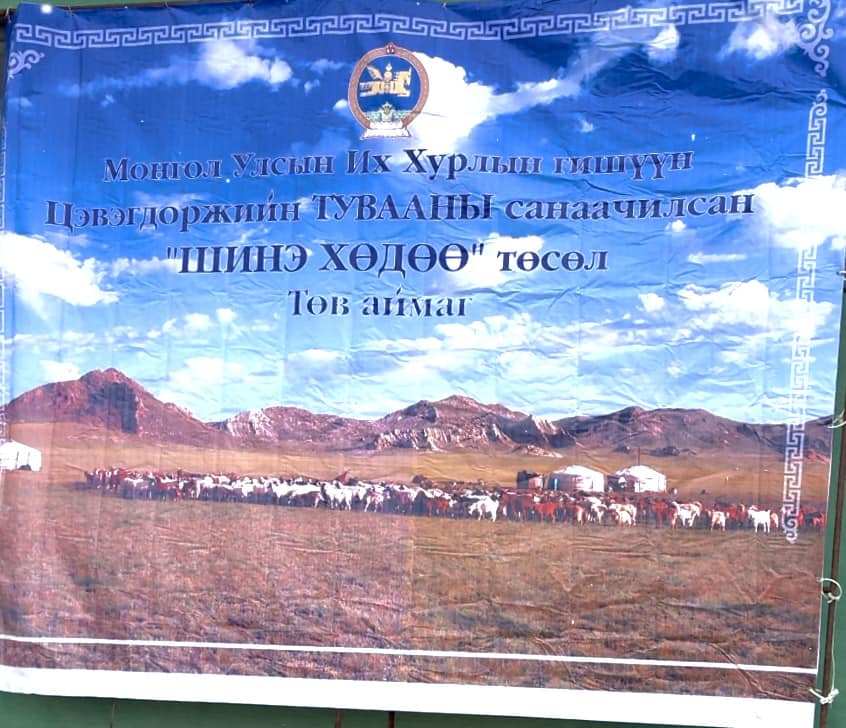 Монгол Улсын Их Хурлын гишүүн
Цэвэгдоржийн ТУВААНЫ санаачилсан
"ШИНЭ ХӨДӨӨ" төсөл
Төв аймаг